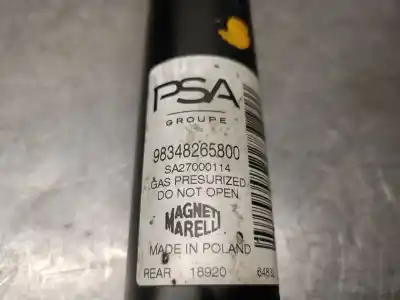 PSA
GROUPE
98348265800
SA27000114
GAS PRESURIZED
DO NOT OPEN
MAGNETI
MARELLI
MADE IN POLAND
REAR 18920